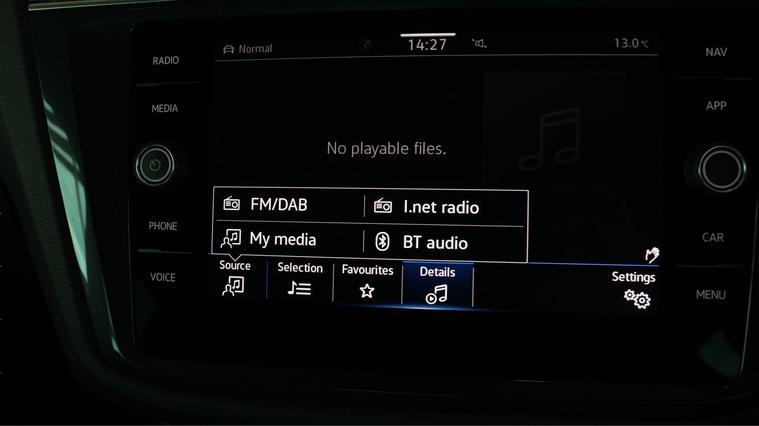 RADIO
MEDIA
PHONE
VOICE
Normal
14:27
13.0°C
No playable files.
FM/DAB
I.net radio
My media
BT audio
Source
Selection
Favourites
Details
Settings
NAV
APP
CAR
MENU